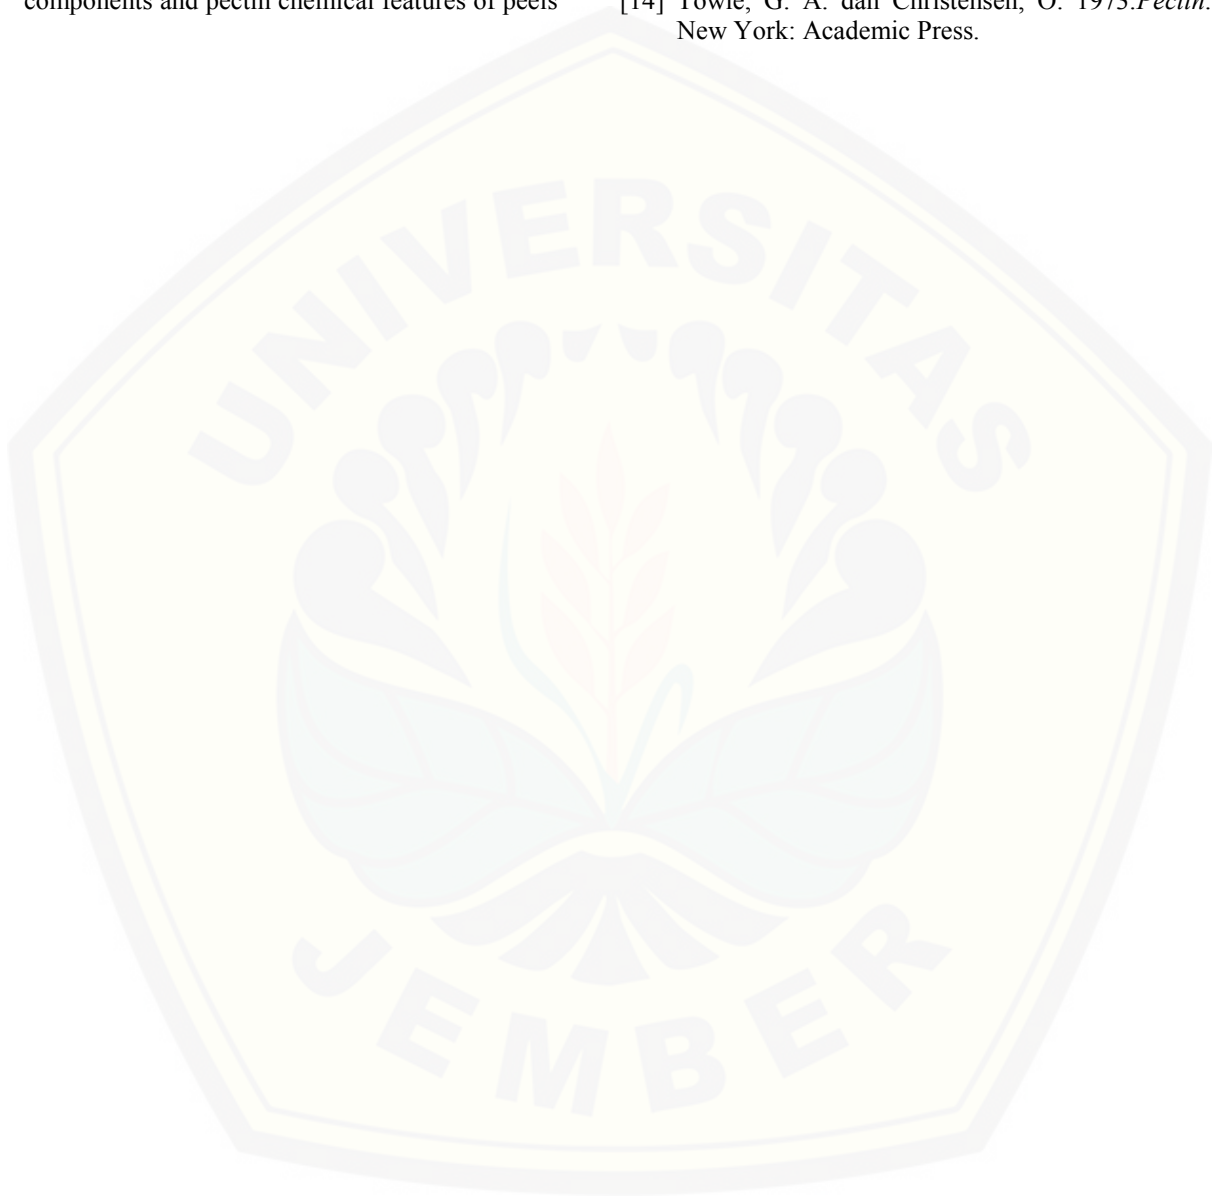 components and pectin chemical features of peels
[14] Towle, G. A. dan Christensen, O. 1973.Pectin.
New York: Academic Press.
UNIVERSITAS
JEMBER